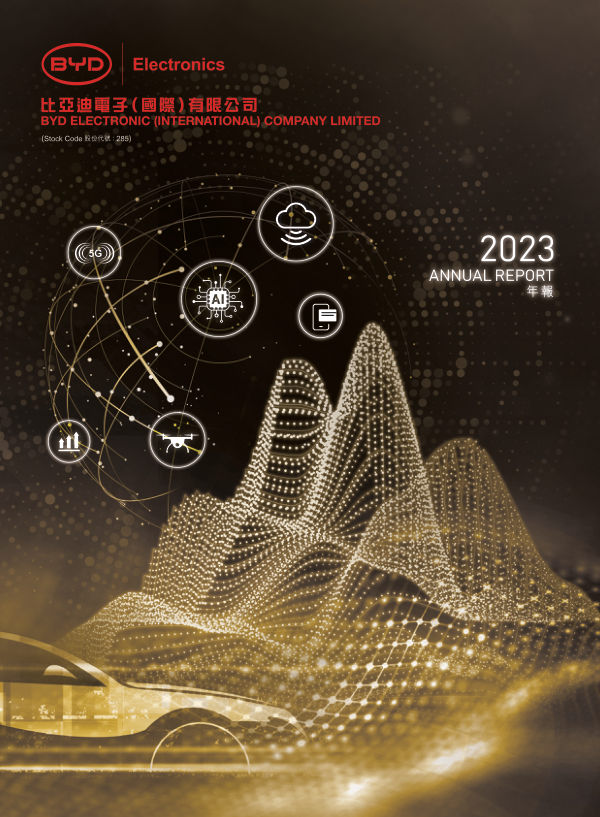 BYD Electronics
比亞迪電子(國際)有限公司
BYD ELECTRONIC (INTERNATIONAL) COMPANY LIMITED
(Stock Code 股份代號 : 285)
5G
AI
2023
ANNUAL REPORT
年報